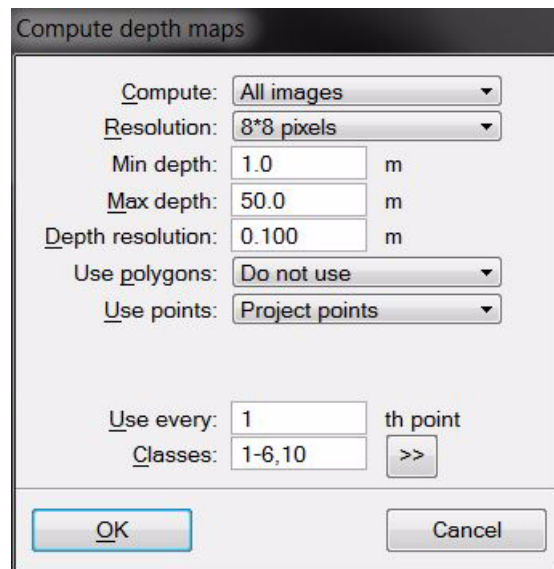 Compute depth maps
Compute: All images
Resolution: 8*8 pixels
Min depth: 1.0 m
Max depth: 50.0 m
Depth resolution: 0.100 m
Use polygons: Do not use
Use points: Project points
Use every: 1 th point
Classes: 1-6,10 >>
OK Cancel